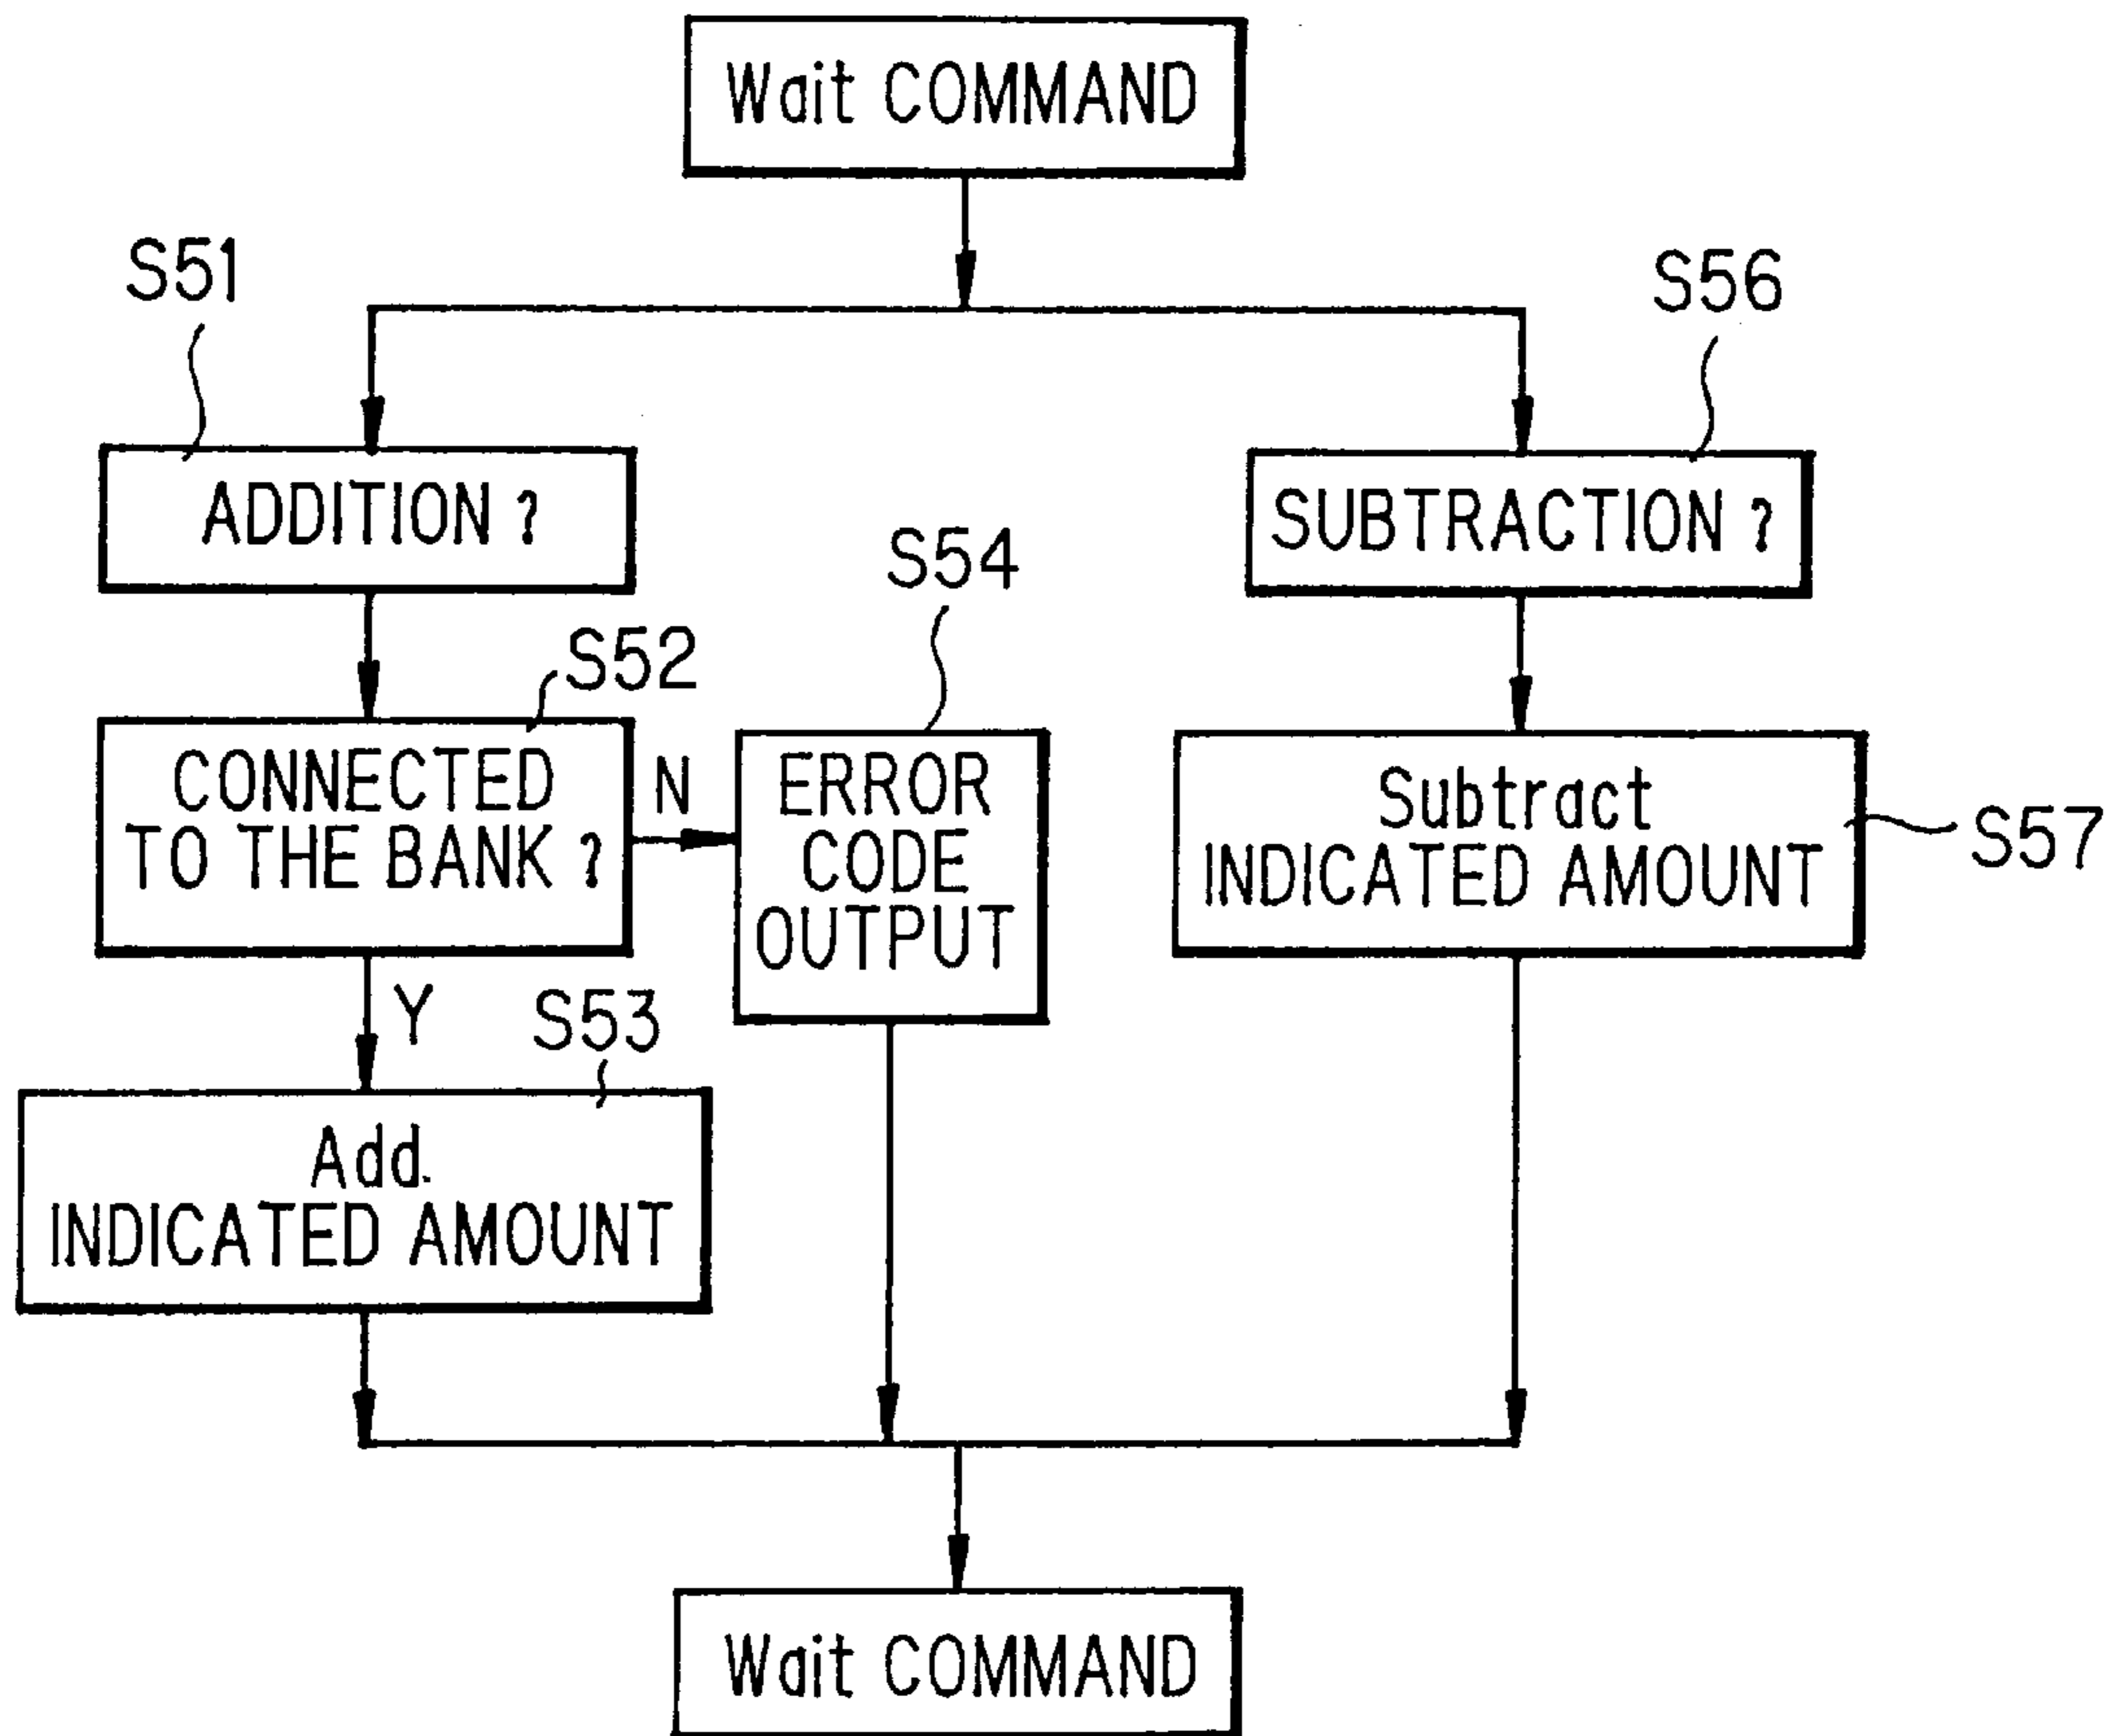 Wait COMMAND
S51
S56
ADDITION ?
SUBTRACTION ?
S54
S52
CONNECTED
TO THE BANK ?
N
ERROR
CODE
OUTPUT
Subtract
INDICATED AMOUNT
S57
Y
S53
Add.
INDICATED AMOUNT
Wait COMMAND